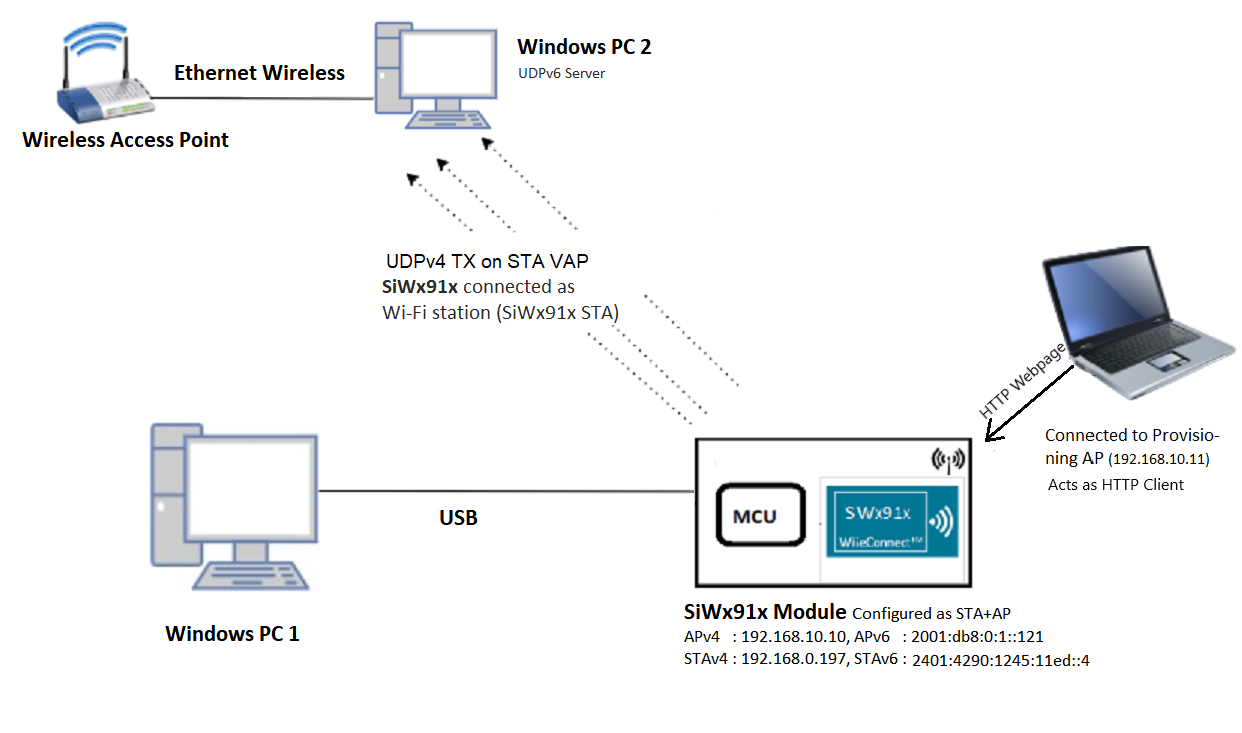 Windows PC 2
UDPv6 Server
Ethernet Wireless
Wireless Access Point
UDPv4 TX on STA VAP
SiWx91x connected as
Wi-Fi station (SiWx91x STA)
HTTP Webpage
Connected to Provisio-
ning AP (192.168.10.11)
Acts as HTTP Client
MCU
SWx91x
WiieConnect™
USB
Windows PC 1
SiWx91x Module Configured as STA+AP
APv4 : 192.168.10.10, APv6 : 2001:db8:0:1::121
STAv4 : 192.168.0.197, STAv6 : 2401:4290:1245:11ed::4